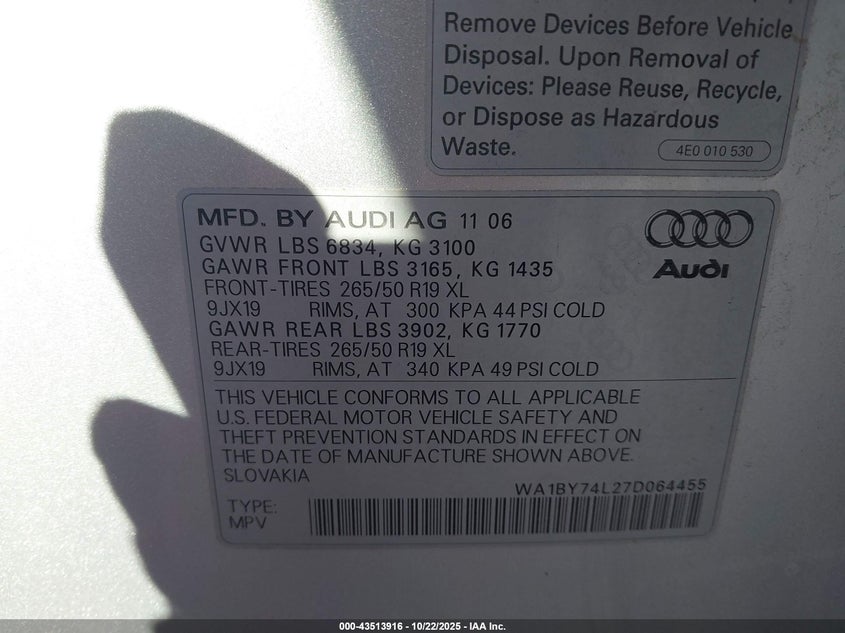 Remove Devices Before Vehicle
Disposal. Upon Removal of
Devices: Please Reuse, Recycle,
or Dispose as Hazardous
Waste.
4E0 010 530
MFD. BY AUDI AG 11 06
GVWR LBS 6834, KG 3100
GAWR FRONT LBS 3165, KG 1435
FRONT-TIRES 265/50 R19 XL
9JX19 RIMS, AT 300 KPA 44 PSI COLD
GAWR REAR LBS 3902, KG 1770
REAR-TIRES 265/50 R19 XL
9JX19 RIMS, AT 340 KPA 49 PSI COLD
Audi
THIS VEHICLE CONFORMS TO ALL APPLICABLE
U.S. FEDERAL MOTOR VEHICLE SAFETY AND
THEFT PREVENTION STANDARDS IN EFFECT ON
THE DATE OF MANUFACTURE SHOWN ABOVE.
SLOVAKIA
WA1BY74L27D064455
TYPE:
MPV
000-43513916 - 10/22/2025 - IAA Inc.